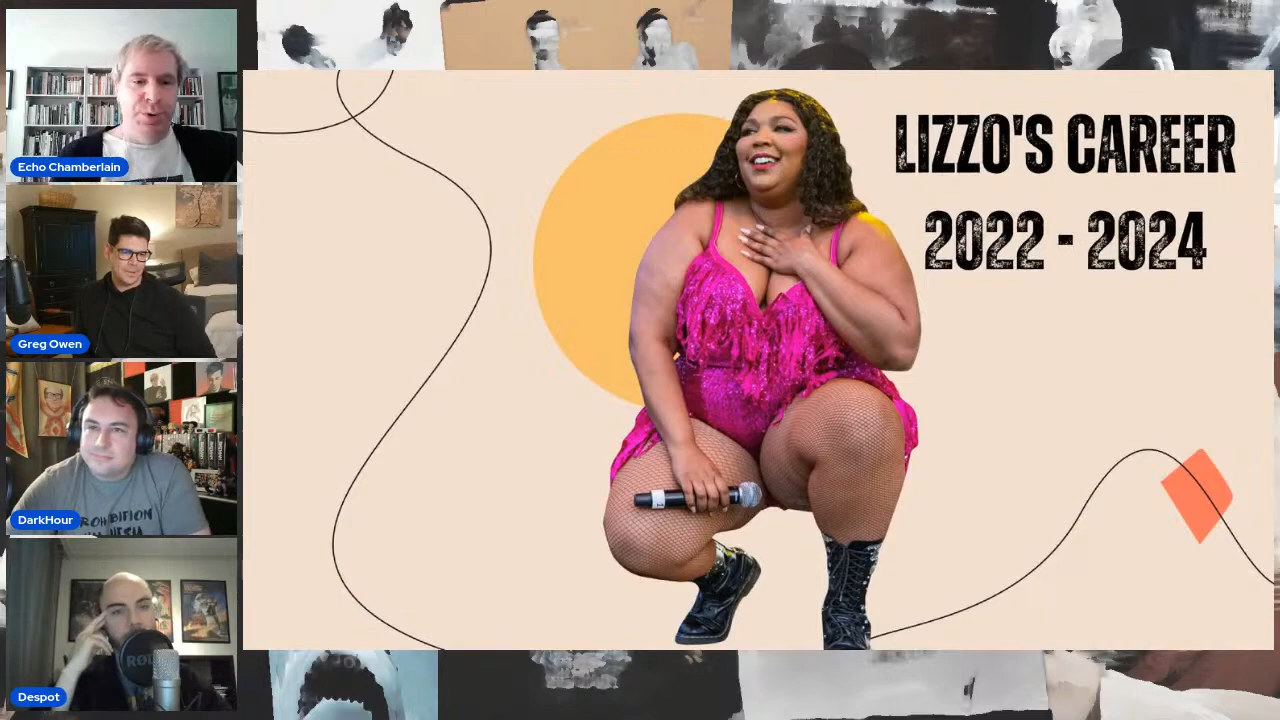 LIZZO'S CAREER
2022 - 2024
Echo Chamberlain
Greg Owen
DarkHour
Despot